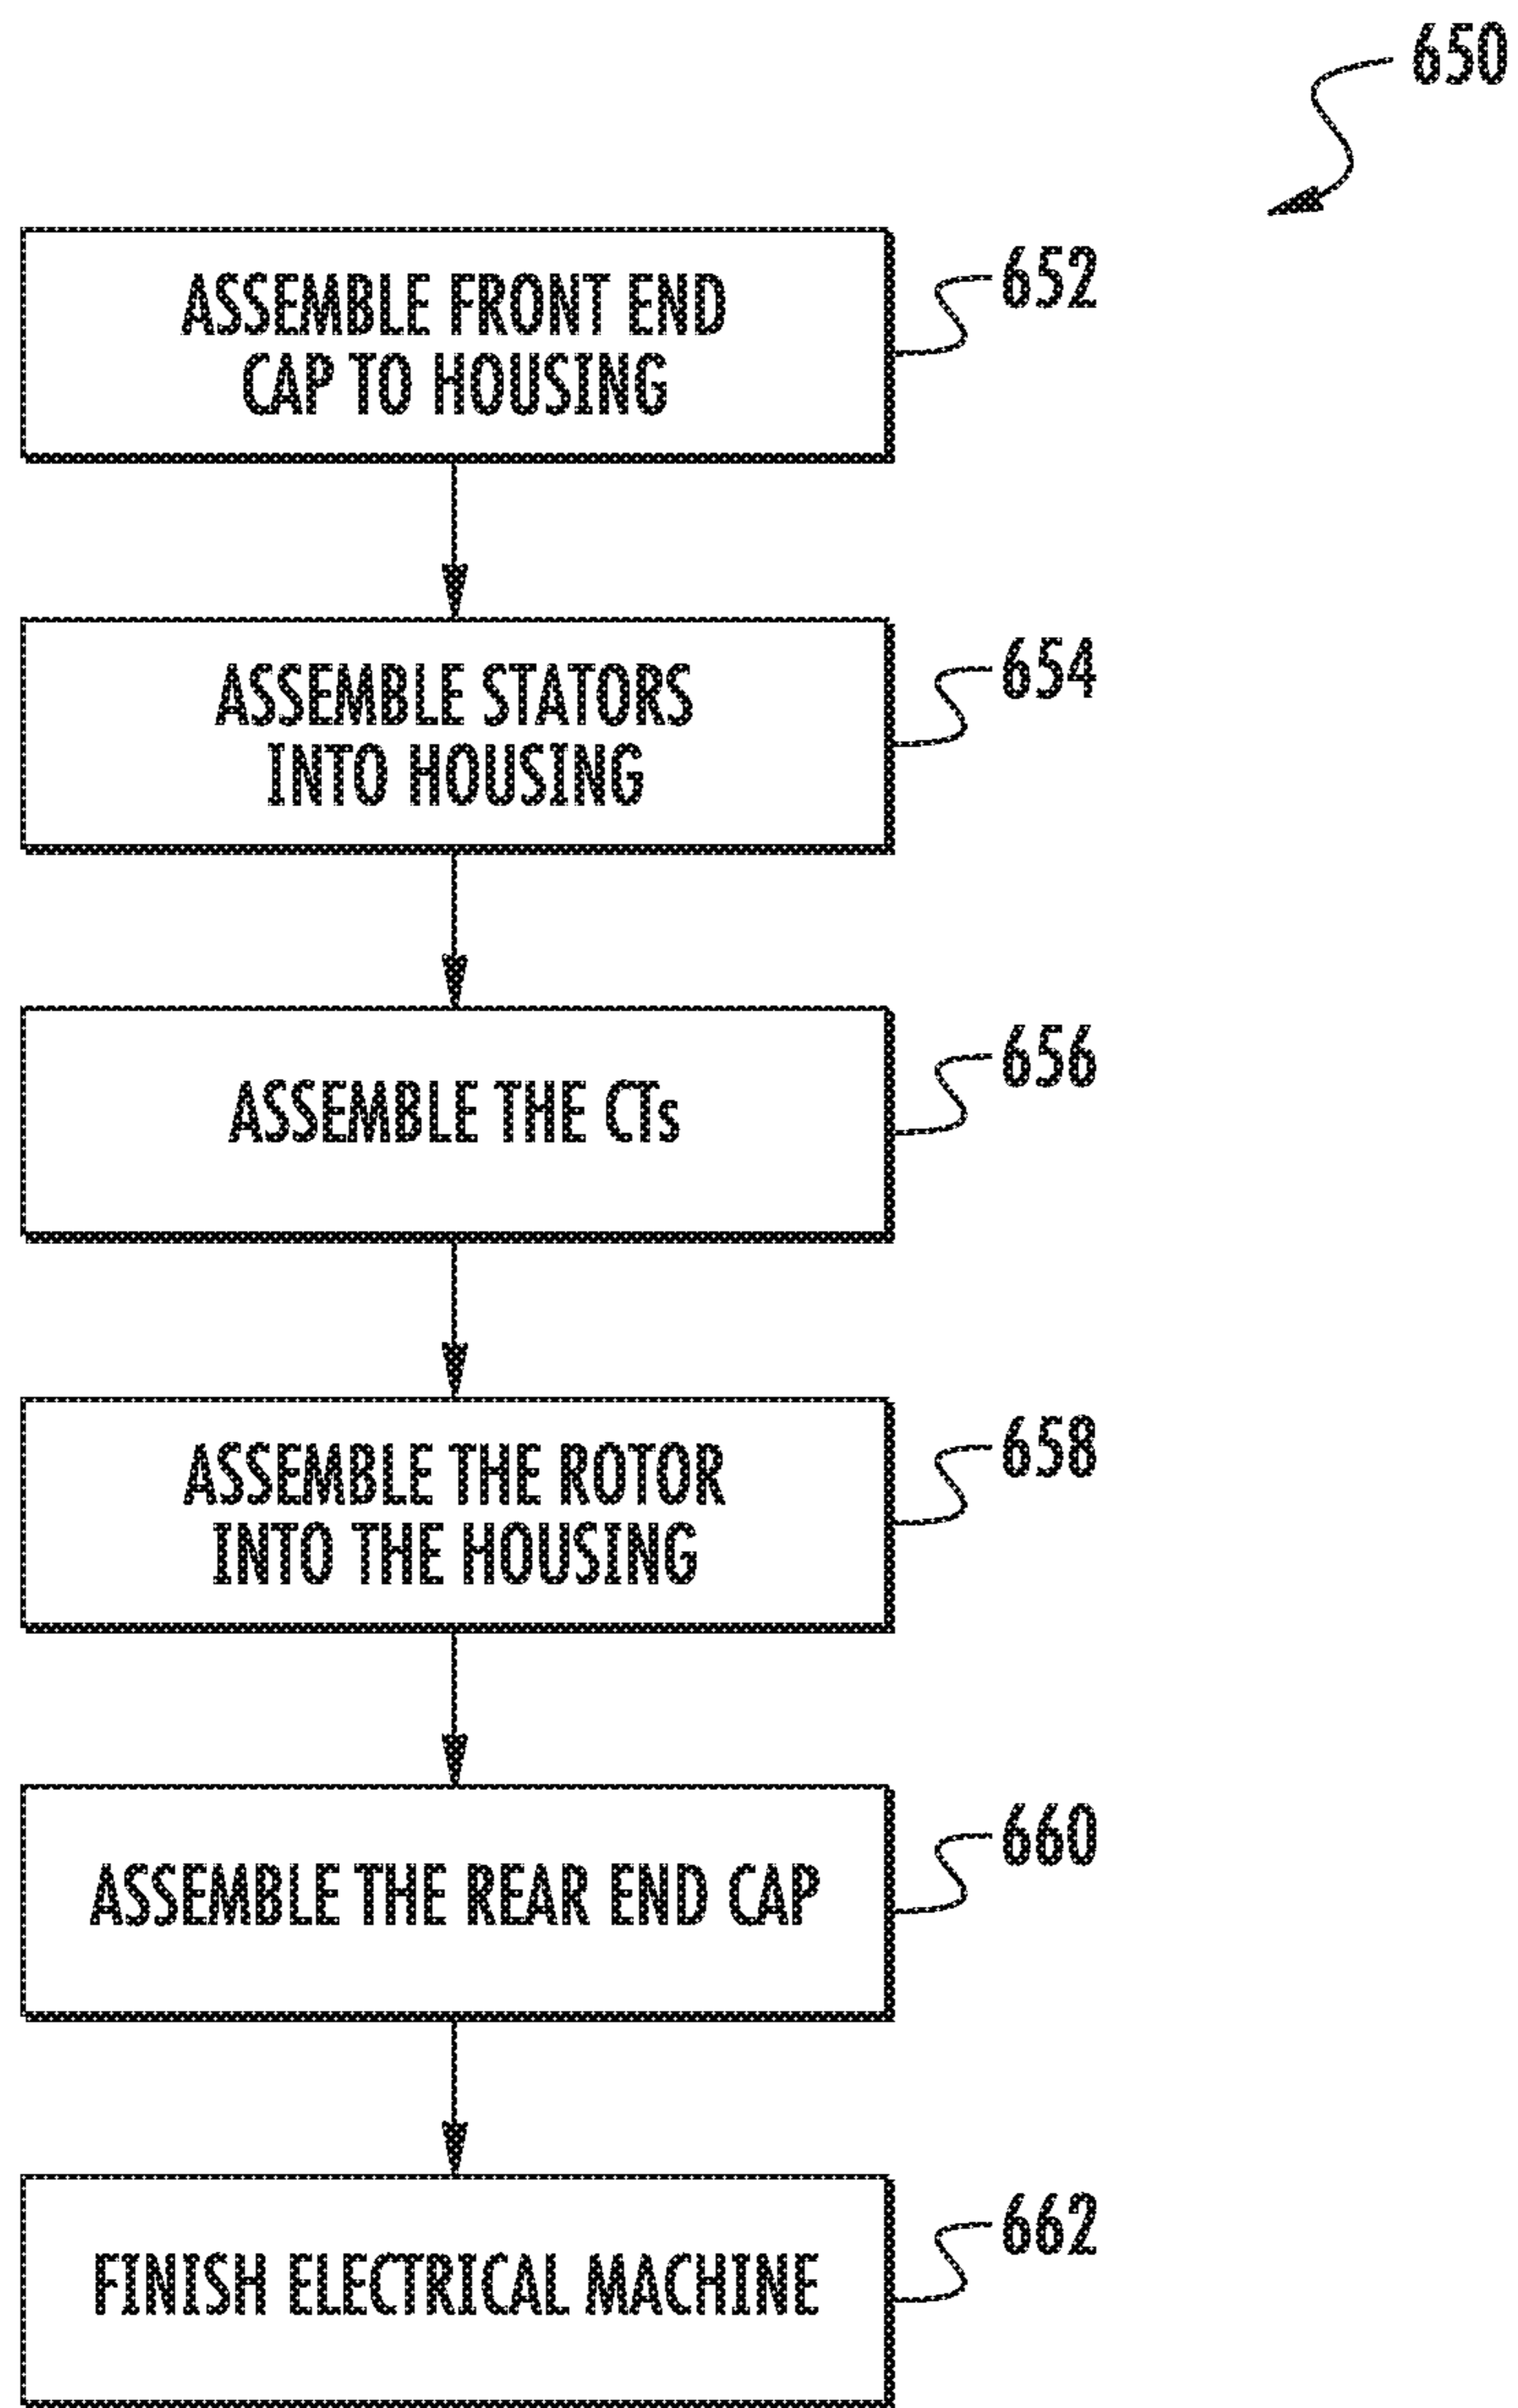 650
ASSEMBLE FRONT END
CAP TO HOUSING
652
ASSEMBLE STATORS
INTO HOUSING
654
ASSEMBLE THE CTs
656
ASSEMBLE THE ROTOR
INTO THE HOUSING
658
ASSEMBLE THE REAR END CAP
660
FINISH ELECTRICAL MACHINE
662